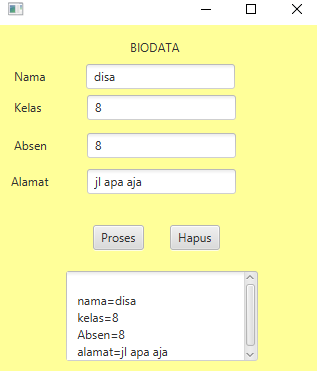 BIODATA
Nama disa
Kelas 8
Absen 8
Alamat jl apa aja
Proses Hapus
nama=disa
kelas=8
Absen=8
alamat=jl apa aja